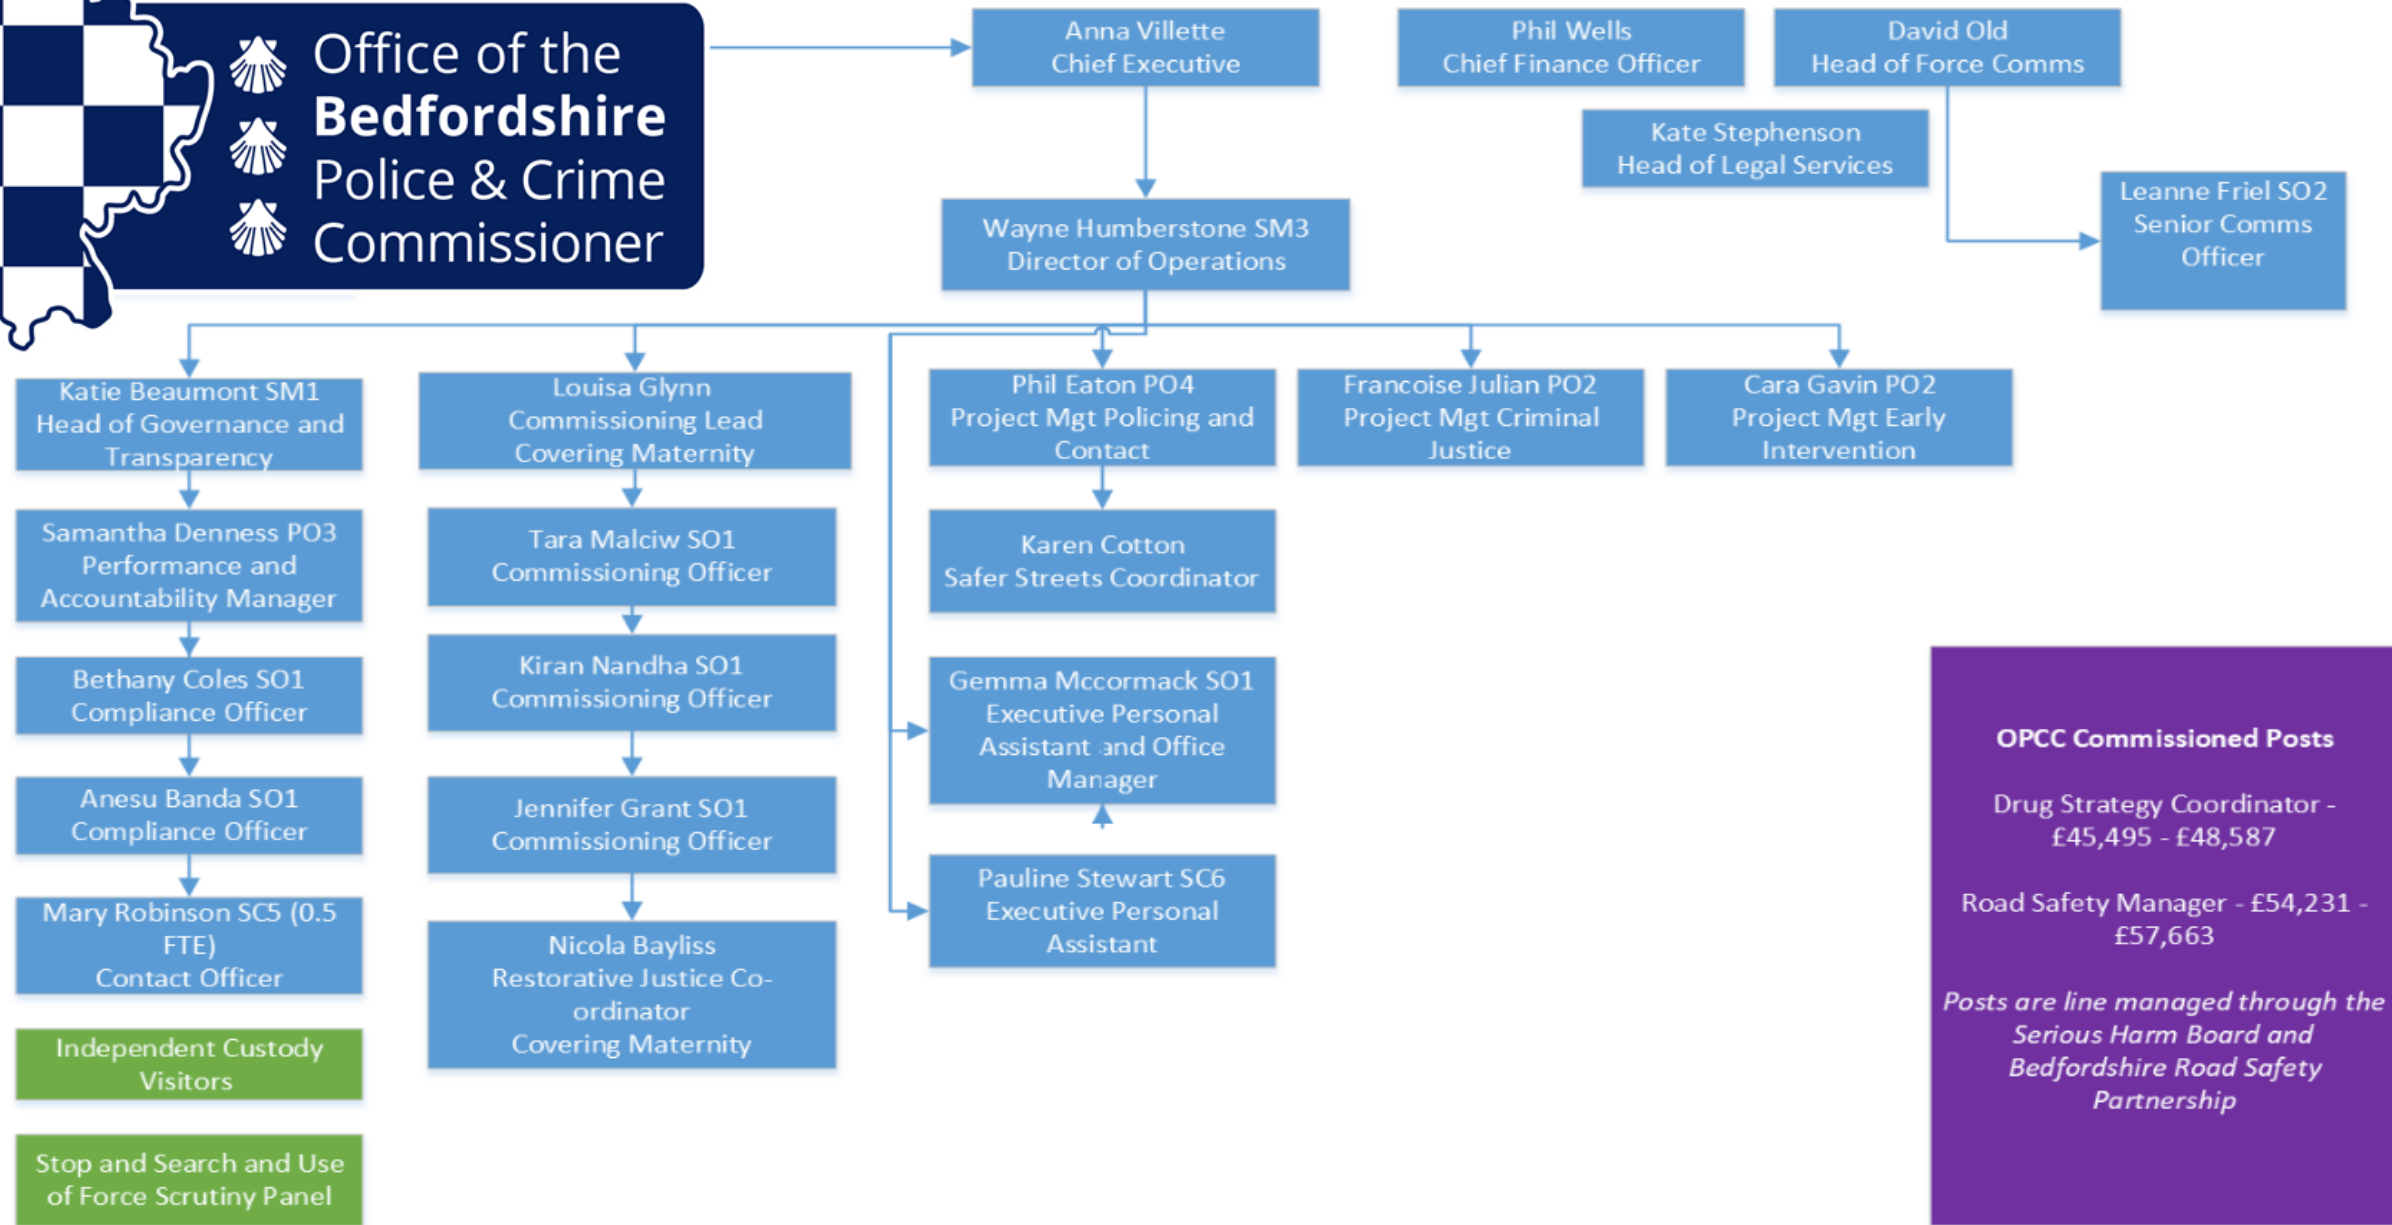 Office of the
Bedfordshire
Police & Crime
Commissioner
Anna Villette
Chief Executive
Phil Wells
Chief Finance Officer
David Old
Head of Force Comms
Kate Stephenson
Head of Legal Services
Leanne Friel SO2
Senior Comms
Officer
Wayne Humberstone SM3
Director of Operations
Katie Beaumont SM1
Head of Governance and
Transparency
Samantha Denness PO3
Performance and
Accountability Manager
Bethany Coles SO1
Compliance Officer
Anesu Banda SO1
Compliance Officer
Mary Robinson SC5 (0.5
FTE)
Contact Officer
Independent Custody
Visitors
Stop and Search and Use
of Force Scrutiny Panel
Louisa Glynn
Commissioning Lead
Covering Maternity
Tara Malciw SO1
Commissioning Officer
Kiran Nandha SO1
Commissioning Officer
Jennifer Grant SO1
Commissioning Officer
Nicola Bayliss
Restorative Justice Co-
ordinator
Covering Maternity
Phil Eaton PO4
Project Mgt Policing and
Contact
Karen Cotton
Safer Streets Coordinator
Gemma Mccormack SO1
Executive Personal
Assistant and Office
Manager
Pauline Stewart SC6
Executive Personal
Assistant
Francoise Julian PO2
Project Mgt Criminal
Justice
Cara Gavin PO2
Project Mgt Early
Intervention
OPCC Commissioned Posts
Drug Strategy Coordinator -
£45,495 - £48,587
Road Safety Manager - £54,231 -
£57,663
Posts are line managed through the
Serious Harm Board and
Bedfordshire Road Safety
Partnership